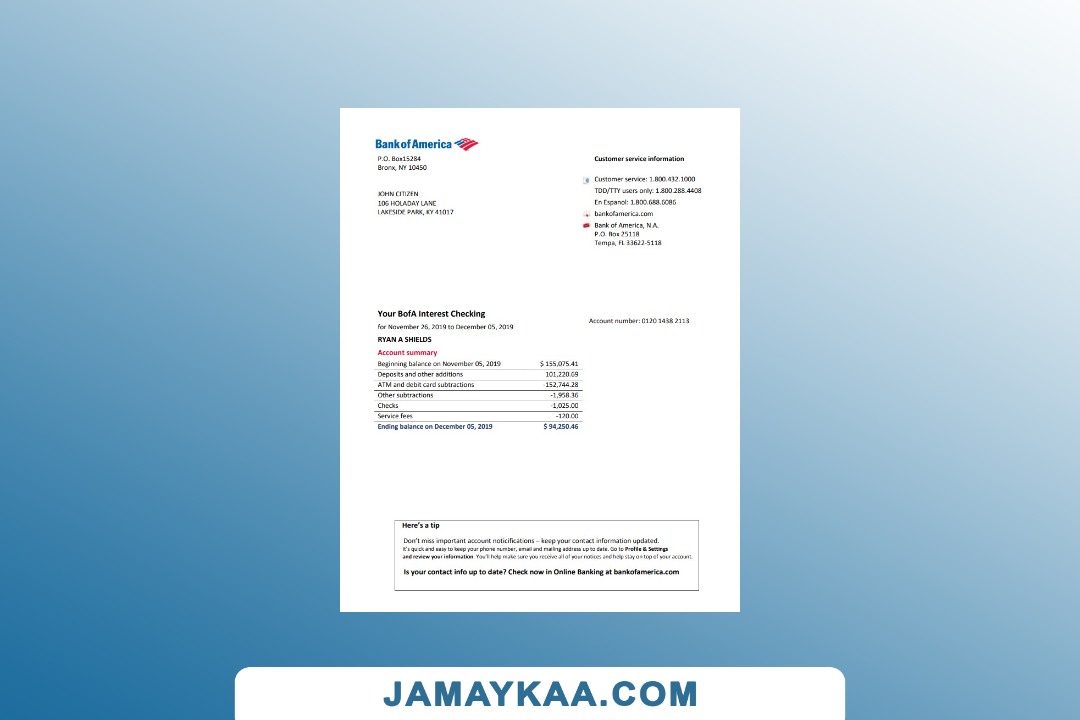 Bank of America
P.O. Box15284
Bronx, NY 10450
Customer service information
Customer service: 1.800.432.1000
TDD/TTY users only: 1.800.288.4408
En Espanol: 1.800.688.6086
bankofamerica.com
Bank of America, N.A.
P.O. Box 25118
Tempa, FL 33622-5118
JOHN CITIZEN
106 HOLADAY LANE
LAKESIDE PARK, KY 41017
Your BofA Interest Checking
for November 26, 2019 to December 05, 2019
Account number: 0120 1438 2113
RYAN A SHIELDS
Account summary
Beginning balance on November 05, 2019 $ 155,075.41
Deposits and other additions 101,220.69
ATM and debit card subtractions -152,744.28
Other subtractions -1,958.36
Checks -1,025.00
Service fees -120.00
Ending balance on December 05, 2019 $ 94,250.46
Here's a tip
Don't miss important account noticifications – keep your contact information updated.
It's quick and easy to keep your phone number, email and mailing address up to date. Go to Profile & Settings
and review your information. You'll help make sure you receive all of your notices and help stay on top of your account.
Is your contact info up to date? Check now in Online Banking at bankofamerica.com
JAMAYKAA.COM